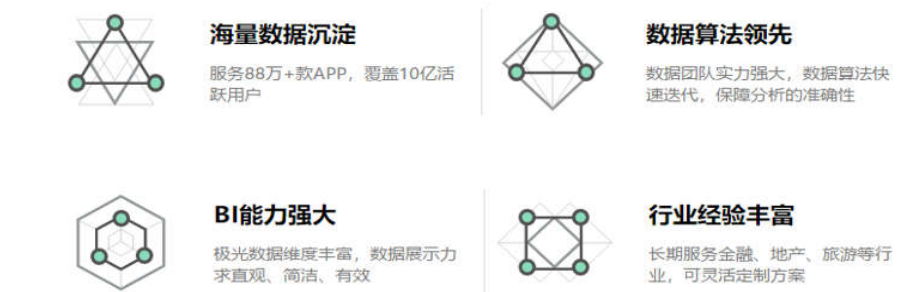 海量数据沉淀
服务88万+款APP，覆盖10亿活
跃用户
数据算法领先
数据团队实力强大，数据算法快
速迭代，保障分析的准确性
BI能力强大
极光数据维度丰富，数据展示力
求直观、简洁、有效
行业经验丰富
长期服务金融、地产、旅游等行
业，可灵活定制方案